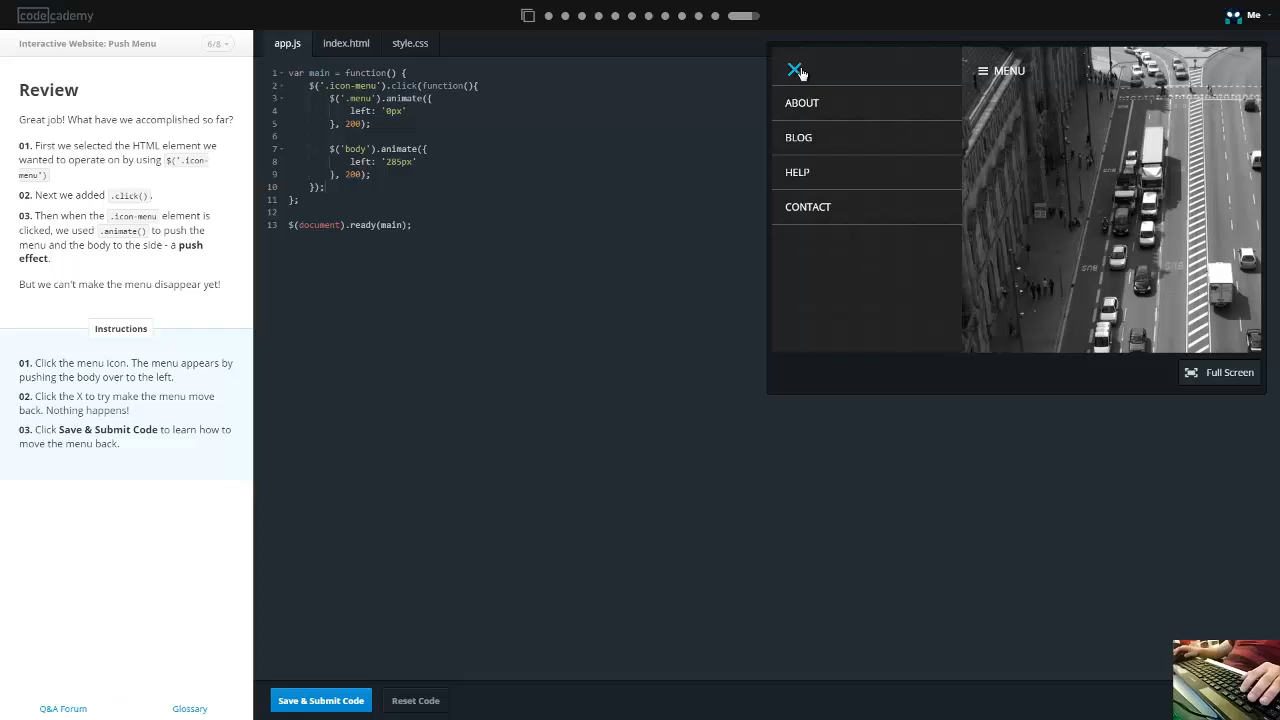 codecademy
Me
Interactive Website: Push Menu
6/8
Review
Great job! What have we accomplished so far?
01. First we selected the HTML element we
wanted to operate on by using $('.icon-
menu')
02. Next we added .click().
03. Then when the .icon-menu element is
clicked, we used .animate() to push the
menu and the body to the side - a push
effect.
But we can't make the menu disappear yet!
Instructions
01. Click the menu icon. The menu appears by
pushing the body over to the left.
02. Click the X to try make the menu move
back. Nothing happens!
03. Click Save & Submit Code to learn how to
move the menu back.
Q&A Forum
Glossary
app.js
index.html
style.css
1 var main = function() {
2 $('.icon-menu').click(function(){
3 $('.menu').animate({
4 left: '0px'
5 }, 200);
6
7 $('body').animate({
8 left: '285px'
9 }, 200);
10 });
11 };
12
13 $(document).ready(main);
MENU
ABOUT
BLOG
HELP
CONTACT
BUS
BUS
Full Screen
Save & Submit Code
Reset Code